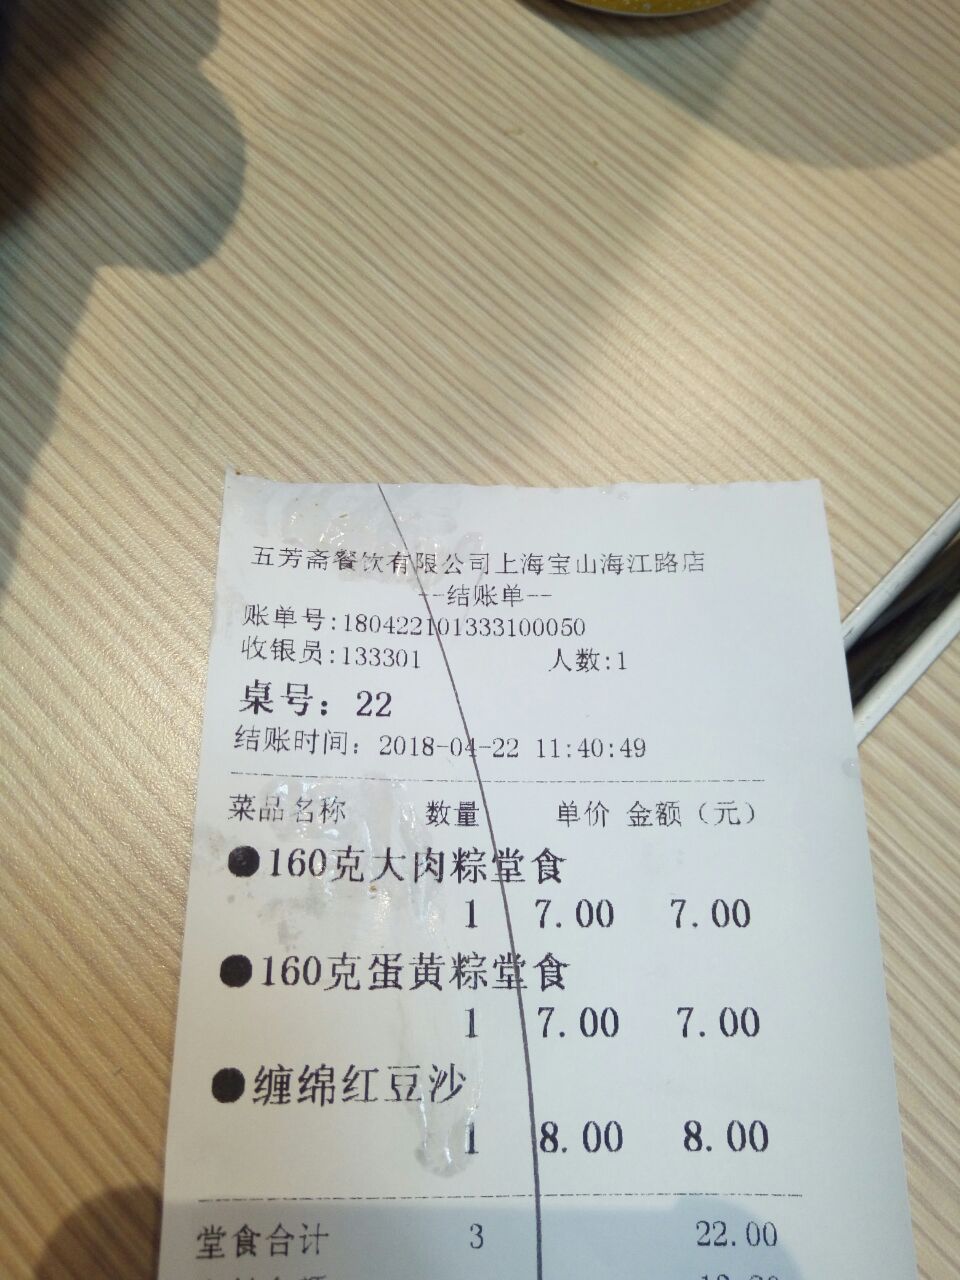 五芳斋餐饮有限公司上海宝山海江路店
--结账单--
账单号:180422101333100050
收银员:133301 人数:1
桌号：22
结账时间：2018-04-22 11:40:49
菜品名称 数量 单价 金额（元）
●160克大肉粽堂食
1 7.00 7.00
●160克蛋黄粽堂食
1 7.00 7.00
●缠绵红豆沙
1 8.00 8.00
堂食合计 3 22.00